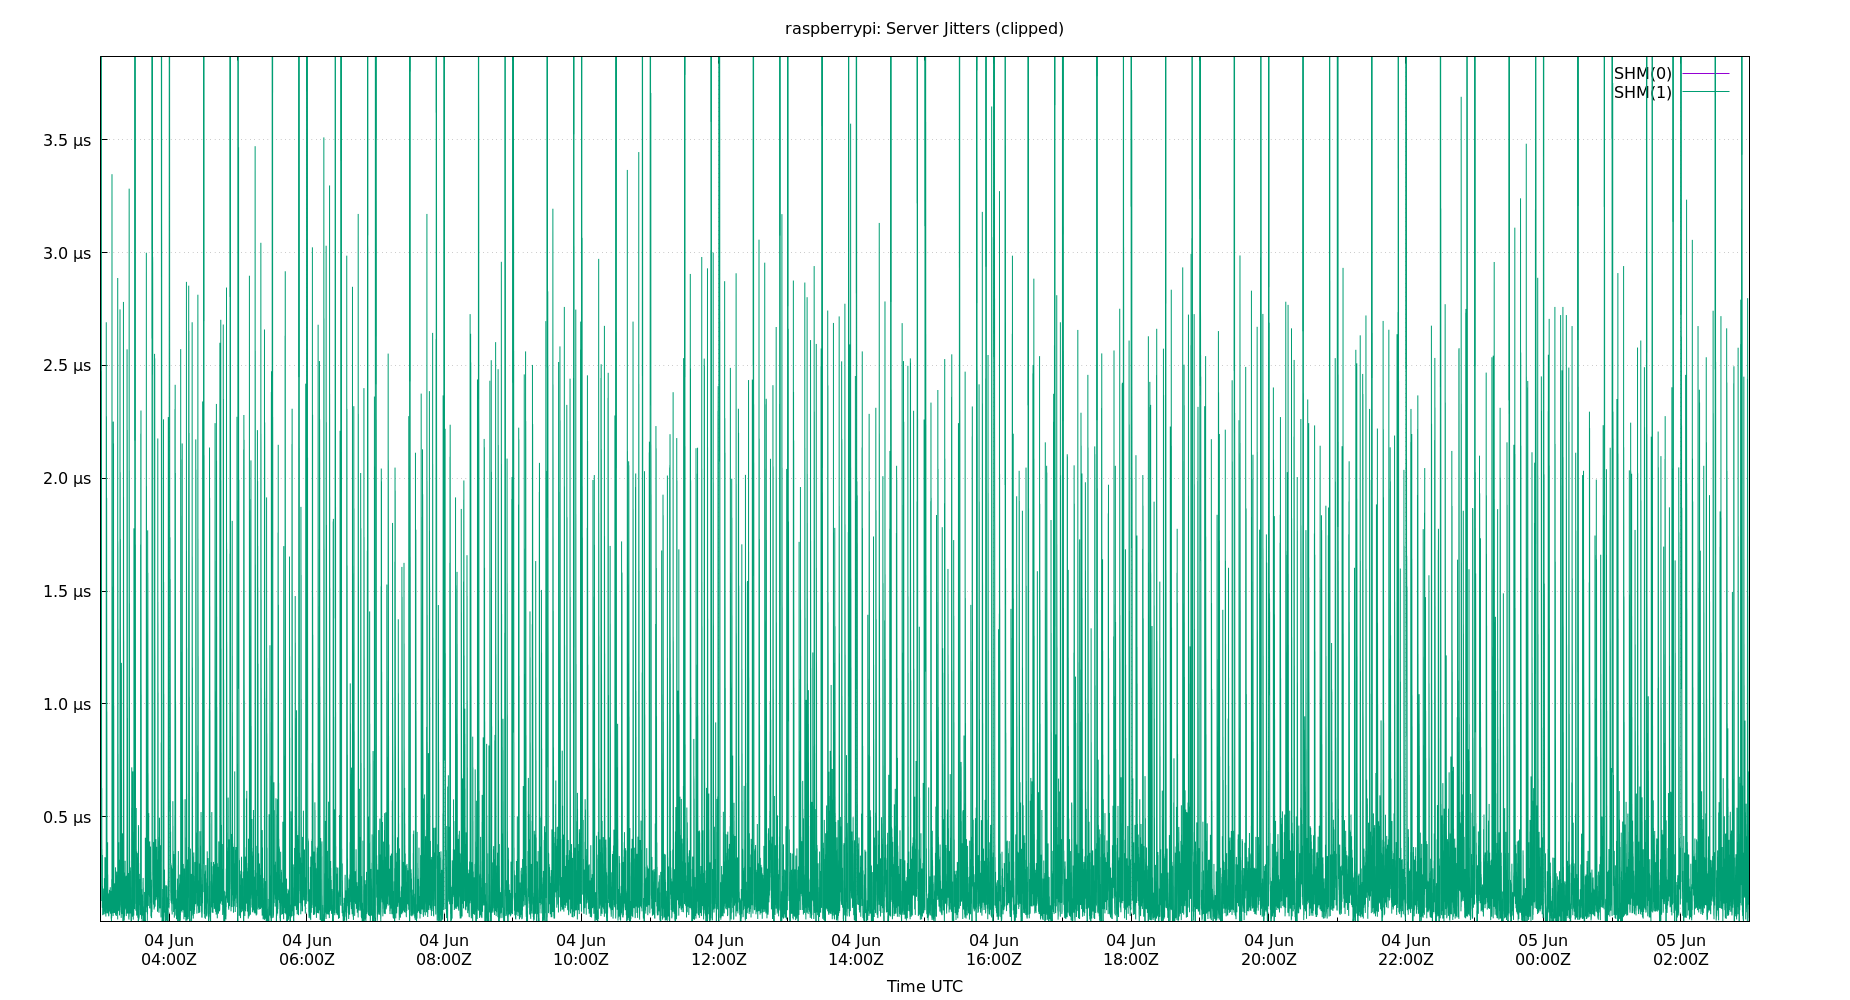 raspberrypi: Server Jitters (clipped)
SHM(0)
SHM(1)
3.5 µs
3.0 µs
2.5 µs
2.0 µs
1.5 µs
1.0 µs
0.5 µs
04 Jun 04 Jun 04 Jun 04 Jun 04 Jun 04 Jun 04 Jun 04 Jun 04 Jun 04 Jun 05 Jun 05 Jun
04:00Z 06:00Z 08:00Z 10:00Z 12:00Z 14:00Z 16:00Z 18:00Z 20:00Z 22:00Z 00:00Z 02:00Z
Time UTC